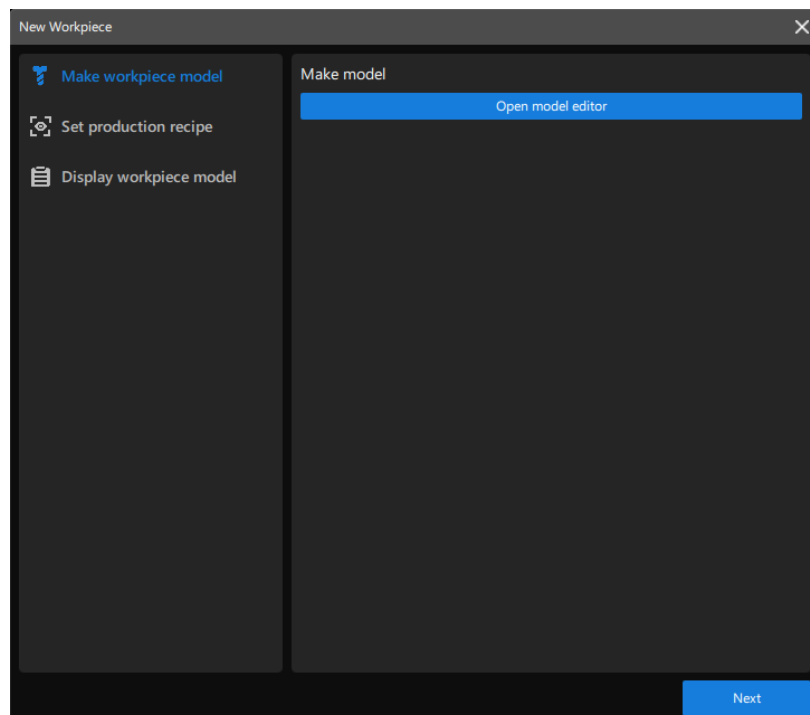 New Workpiece
Make workpiece model
Set production recipe
Display workpiece model
Make model
Open model editor
Next